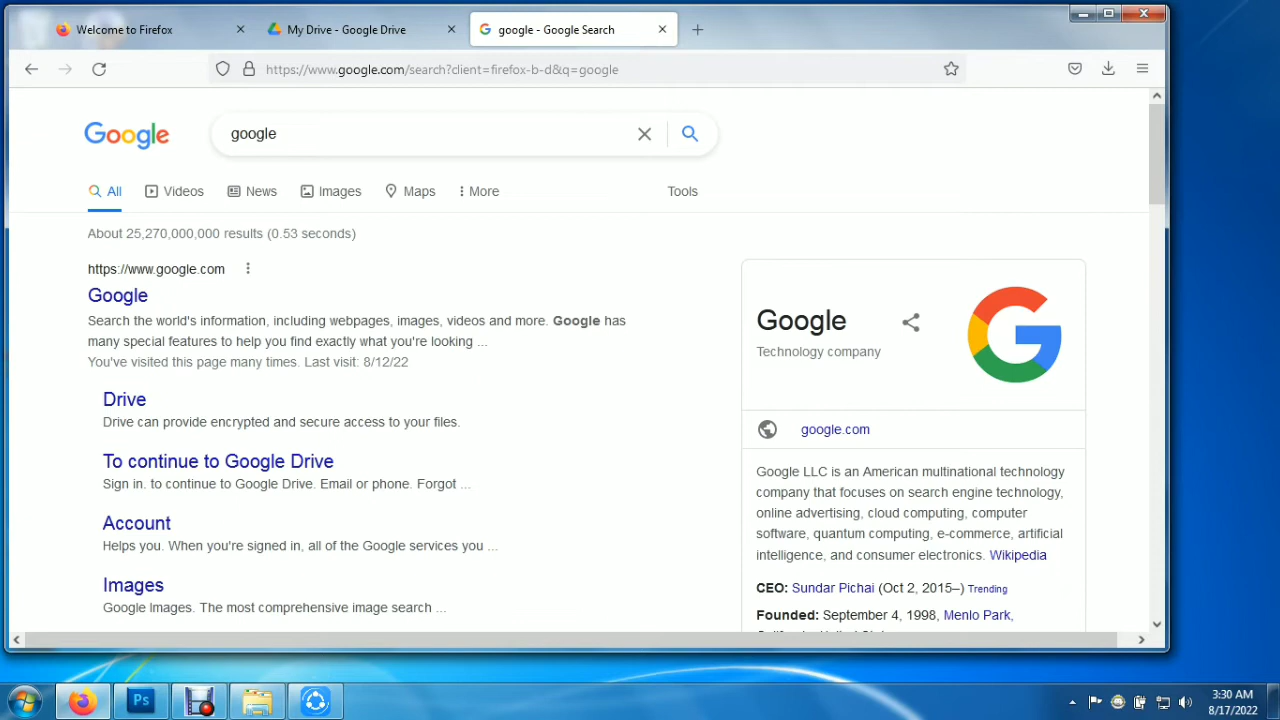 Welcome to Firefox
My Drive - Google Drive
google - Google Search
https://www.google.com/search?client=firefox-b-d&q=google
Google
google
All
Videos
News
Images
Maps
More
Tools
About 25,270,000,000 results (0.53 seconds)
https://www.google.com
Google
Search the world's information, including webpages, images, videos and more. Google has
many special features to help you find exactly what you're looking ...
You've visited this page many times. Last visit: 8/12/22
Drive
Drive can provide encrypted and secure access to your files.
To continue to Google Drive
Sign in. to continue to Google Drive. Email or phone. Forgot ...
Account
Helps you. When you're signed in, all of the Google services you ...
Images
Google Images. The most comprehensive image search ...
Google
Technology company
G
google.com
Google LLC is an American multinational technology
company that focuses on search engine technology,
online advertising, cloud computing, computer
software, quantum computing, e-commerce, artificial
intelligence, and consumer electronics. Wikipedia
CEO: Sundar Pichai (Oct 2, 2015–) Trending
Founded: September 4, 1998, Menlo Park,
Ps
3:30 AM
8/17/2022